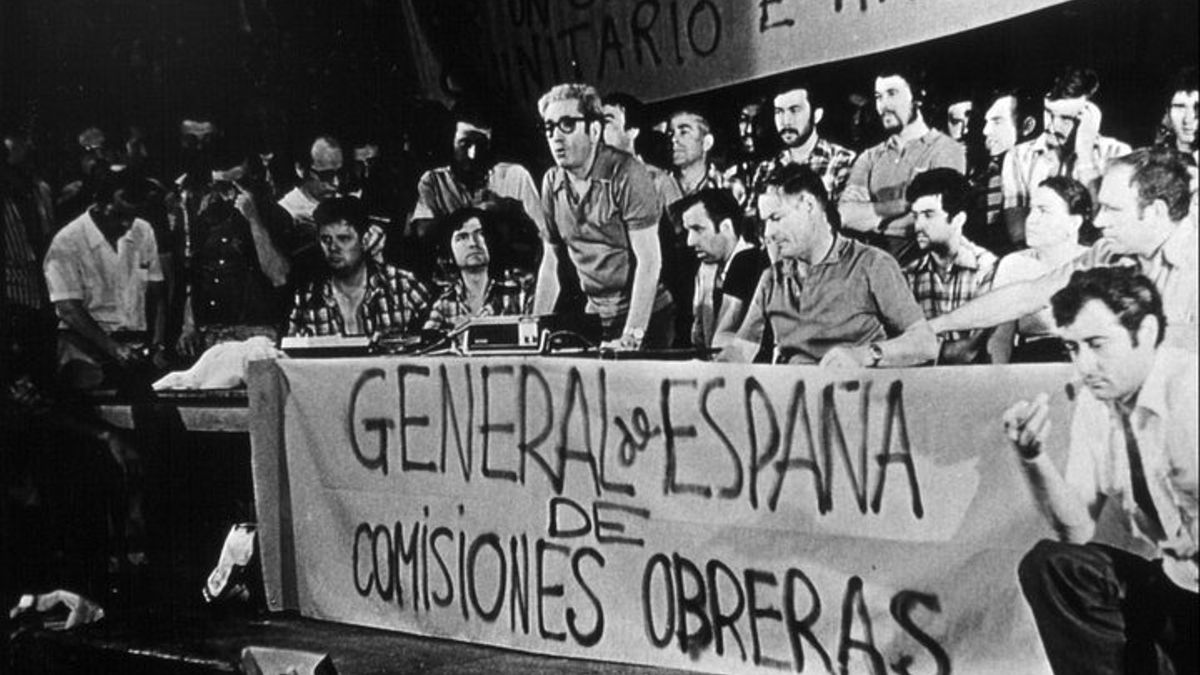 UNITARIO E
GENERAL de ESPAÑA
DE
COMISIONES OBRERAS